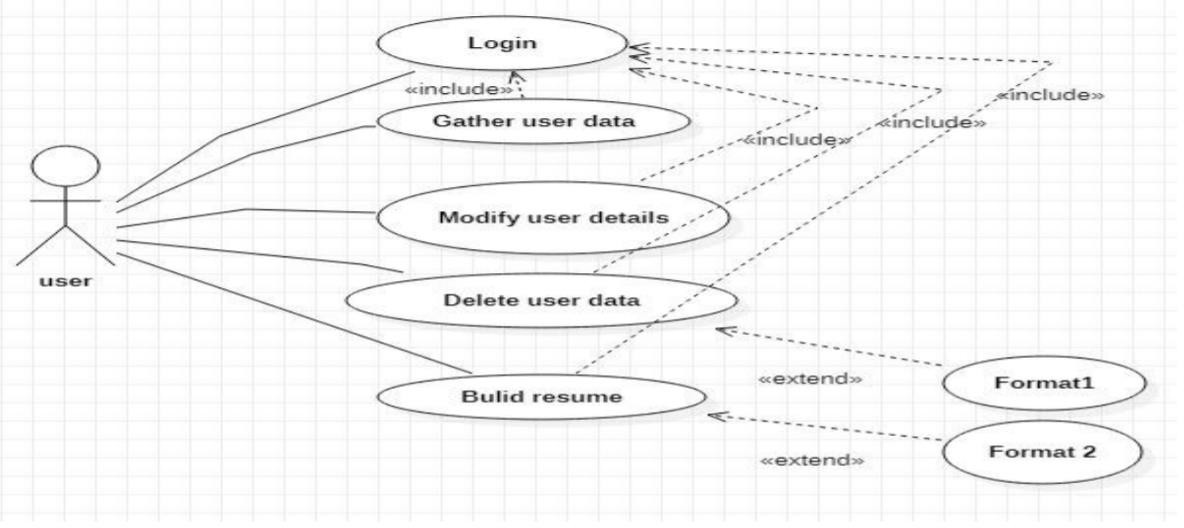 Login
«include»
«include»
Gather user data
«include»
«include»
user
Modify user details
Delete user data
«extend»
Format1
Bulid resume
Format 2
«extend»